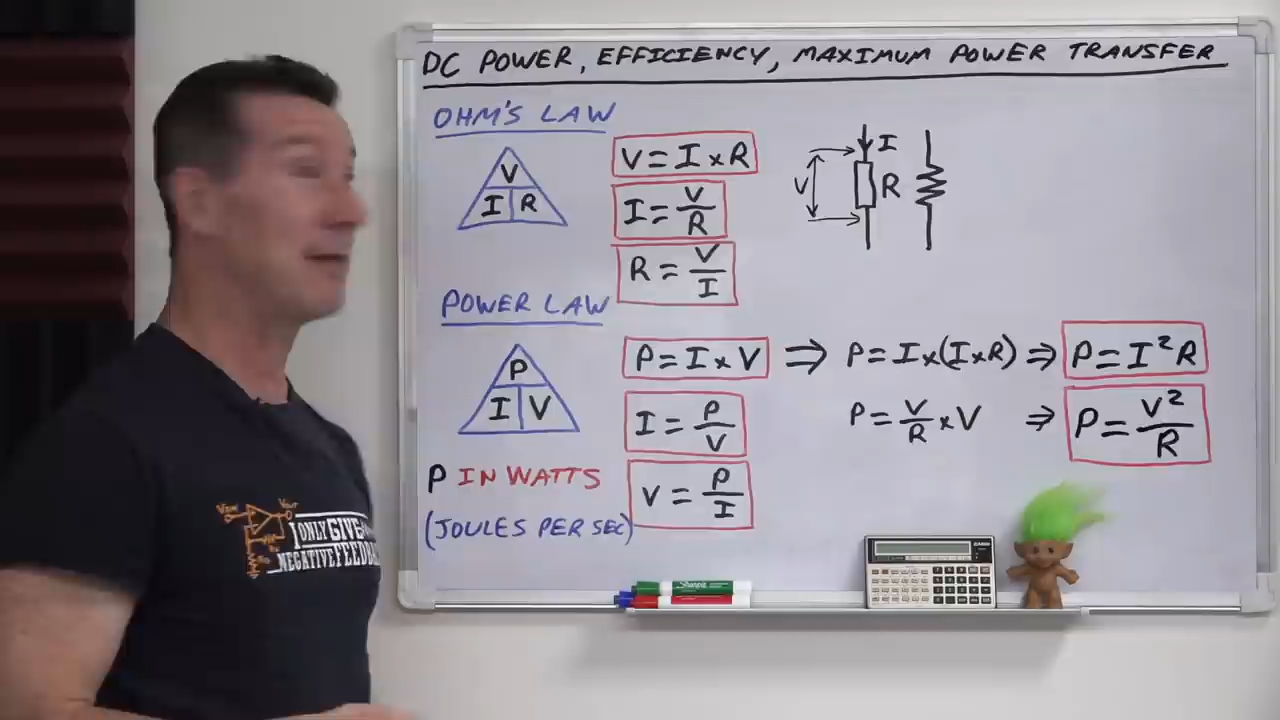 DC POWER, EFFICIENCY, MAXIMUM POWER TRANSFER
OHM'S LAW
V
I R
V = I x R
I = V/R
R = V/I
V
I
R
POWER LAW
P
I V
P = I x V ⇒ P = I x (I x R) ⇒ P = I²R
I = P/V
P = V/R x V ⇒ P = V²/R
V = P/I
P IN WATTS
(JOULES PER SEC)
I ONLY GIVE
NEGATIVE
Sharpie
CASIO